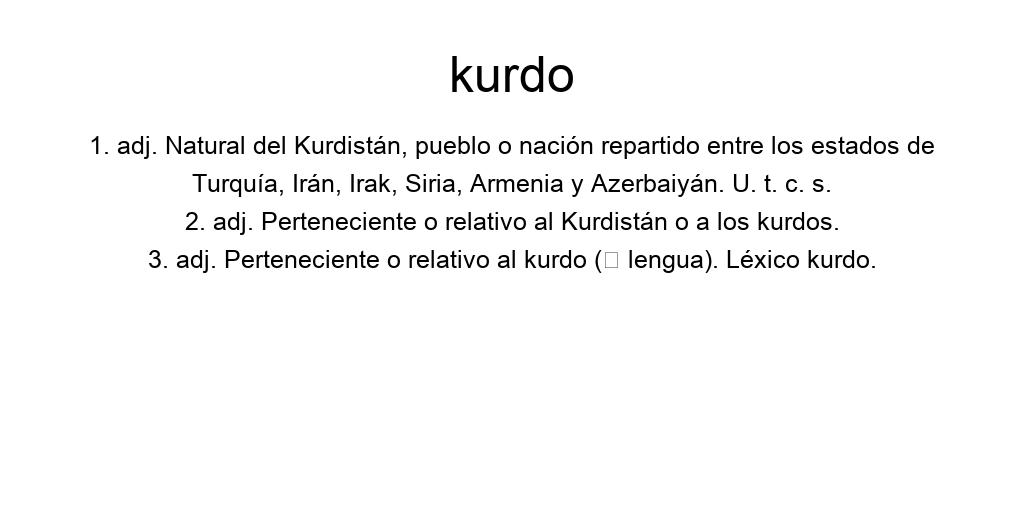 kurdo
1. adj. Natural del Kurdistán, pueblo o nación repartido entre los estados de
Turquía, Irán, Irak, Siria, Armenia y Azerbaiyán. U. t. c. s.
2. adj. Perteneciente o relativo al Kurdistán o a los kurdos.
3. adj. Perteneciente o relativo al kurdo (□ lengua). Léxico kurdo.